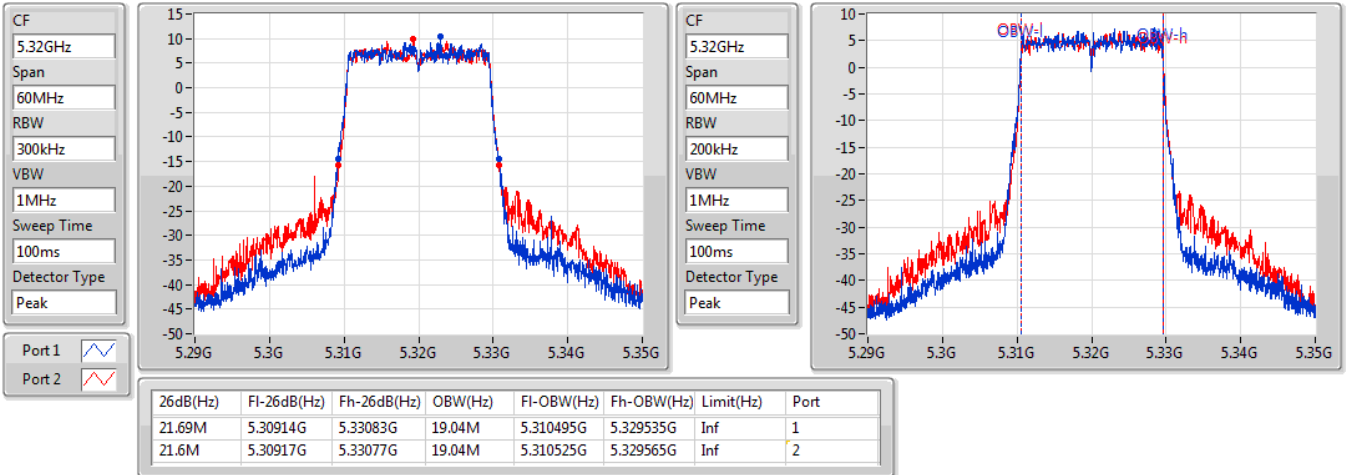 CF
5.32GHz
Span
60MHz
RBW
300kHz
VBW
1MHz
Sweep Time
100ms
Detector Type
Peak
Port 1
Port 2
15
10
5
0
-5
-10
-15
-20
-25
-30
-35
-40
-45
-50
5.29G 5.3G 5.31G 5.32G 5.33G 5.34G 5.35G
CF
5.32GHz
Span
60MHz
RBW
200kHz
VBW
1MHz
Sweep Time
100ms
Detector Type
Peak
10
5
0
-5
-10
-15
-20
-25
-30
-35
-40
-45
-50
OBW-l OBW-h
5.29G 5.3G 5.31G 5.32G 5.33G 5.34G 5.35G
26dB(Hz) Fl-26dB(Hz) Fh-26dB(Hz) OBW(Hz) Fl-OBW(Hz) Fh-OBW(Hz) Limit(Hz) Port
21.69M 5.30914G 5.33083G 19.04M 5.310495G 5.329535G Inf 1
21.6M 5.30917G 5.33077G 19.04M 5.310525G 5.329565G Inf 2